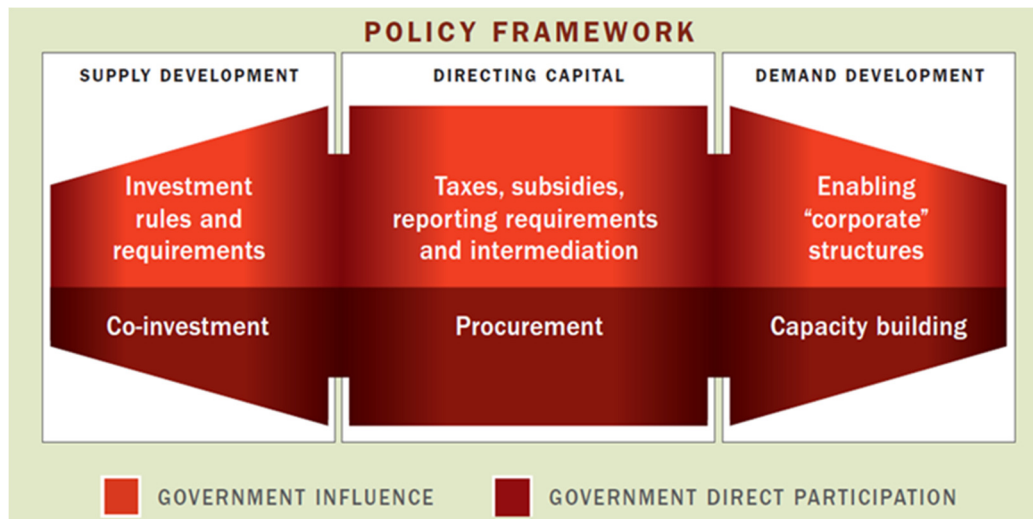 POLICY FRAMEWORK
SUPPLY DEVELOPMENT
DIRECTING CAPITAL
DEMAND DEVELOPMENT
Investment
rules and
requirements
Taxes, subsidies,
reporting requirements
and intermediation
Enabling
“corporate”
structures
Co-investment
Procurement
Capacity building
GOVERNMENT INFLUENCE
GOVERNMENT DIRECT PARTICIPATION